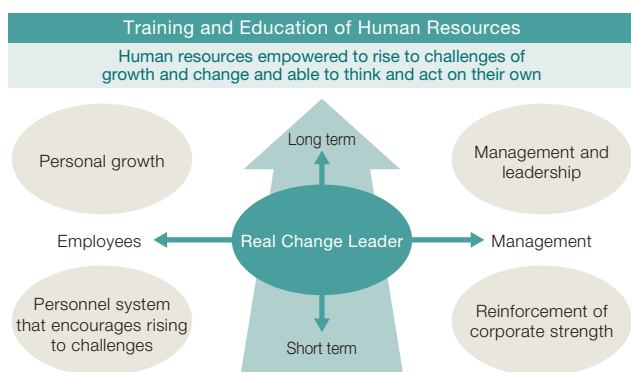 Training and Education of Human Resources
Human resources empowered to rise to challenges of
growth and change and able to think and act on their own
Long term
Personal growth
Management and
leadership
Employees
Real Change Leader
Management
Personnel system
that encourages rising
to challenges
Reinforcement of
corporate strength
Short term